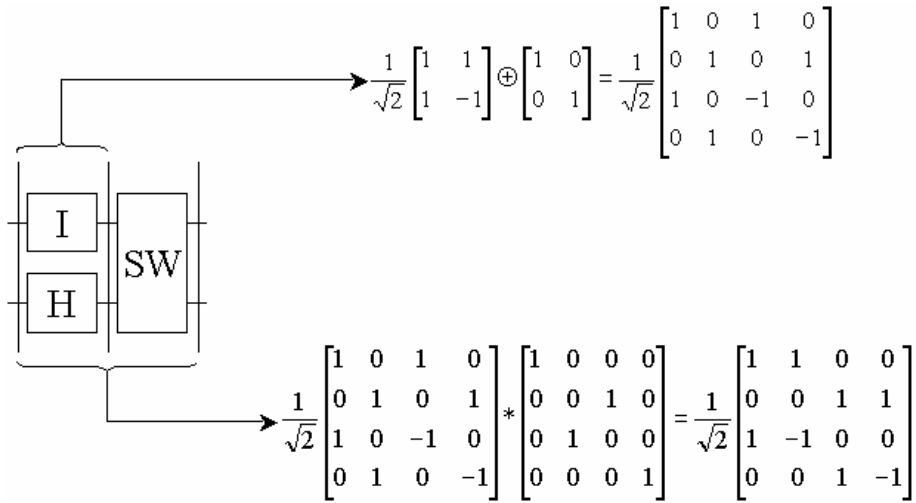 1/√2 [1 1; 1 −1] ⊕ [1 0; 0 1] = 1/√2 [1 0 1 0; 0 1 0 1; 1 0 −1 0; 0 1 0 −1]
I
SW
H
1/√2 [1 0 1 0; 0 1 0 1; 1 0 −1 0; 0 1 0 −1] * [1 0 0 0; 0 0 1 0; 0 1 0 0; 0 0 0 1] = 1/√2 [1 1 0 0; 0 0 1 1; 1 −1 0 0; 0 0 1 −1]